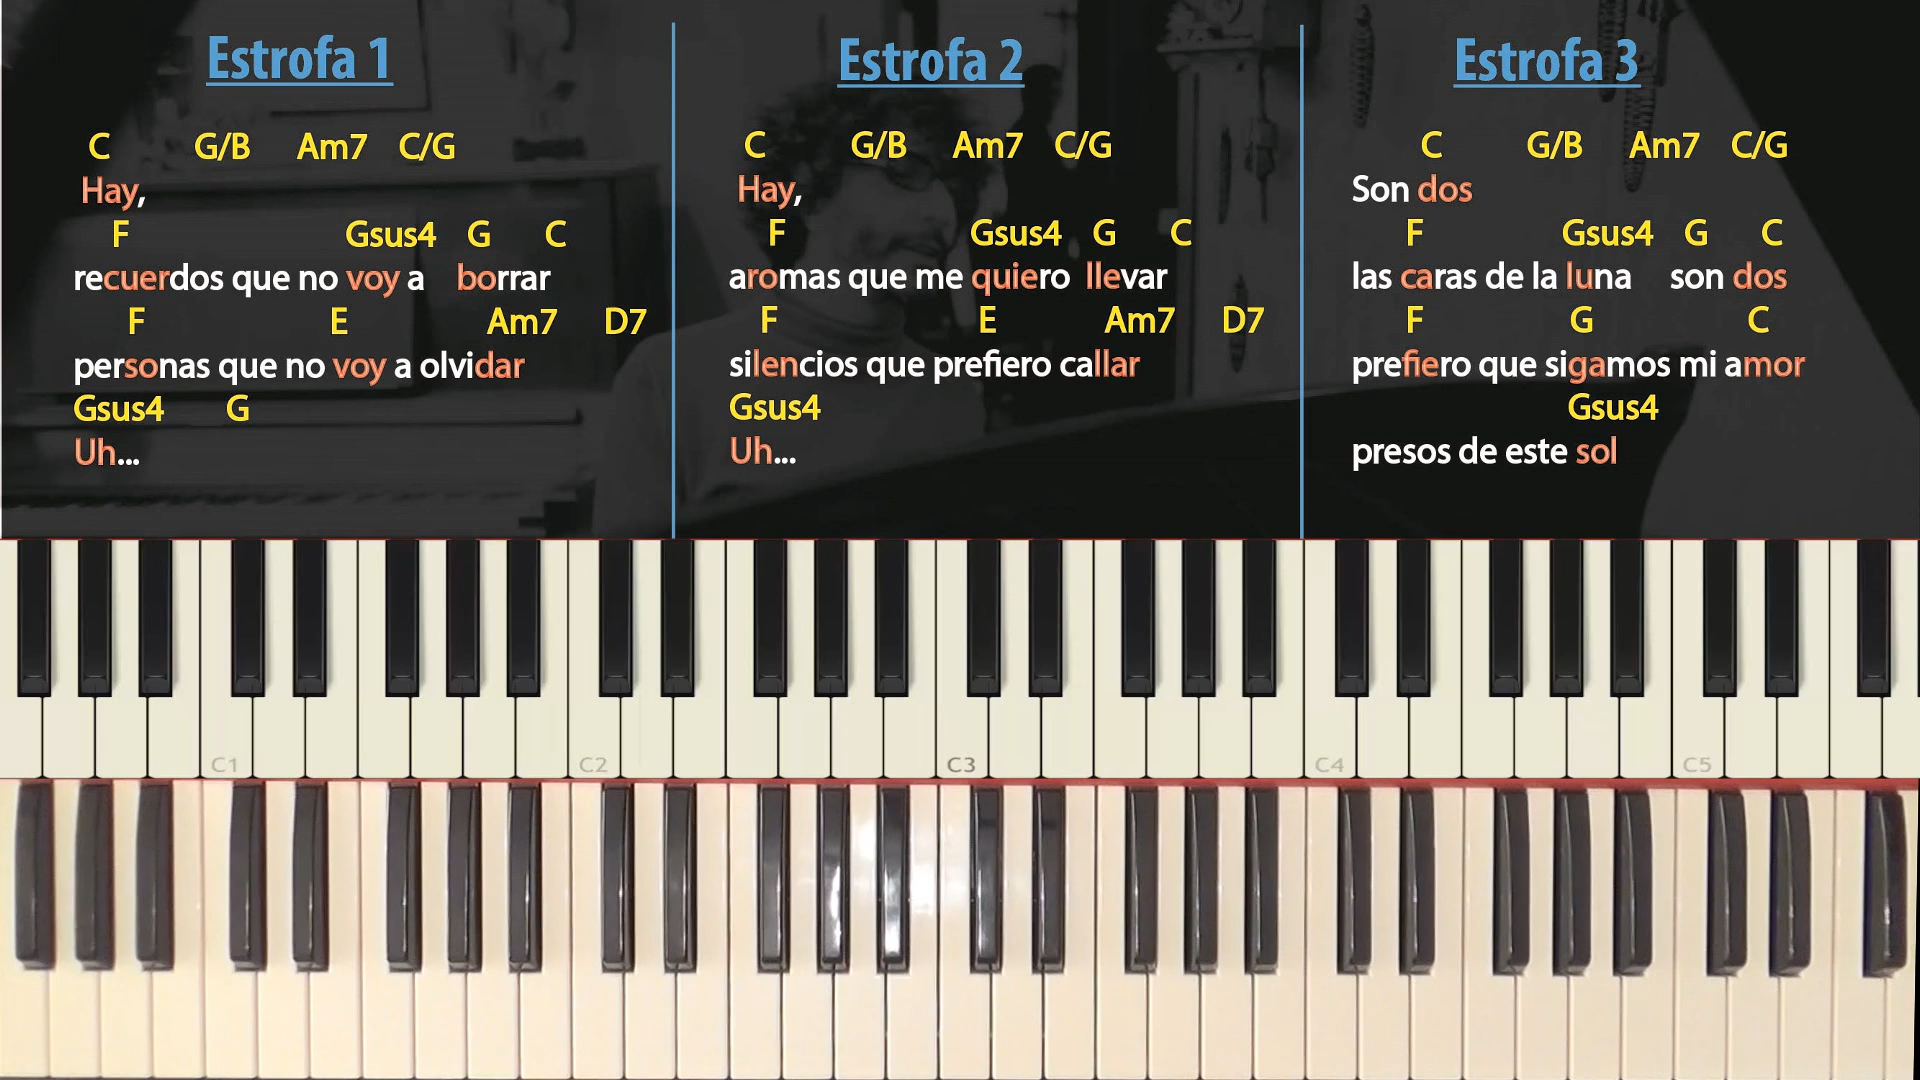 Estrofa 1
C G/B Am7 C/G
Hay,
F Gsus4 G C
recuerdos que no voy a borrar
F E Am7 D7
personas que no voy a olvidar
Gsus4 G
Uh...
Estrofa 2
C G/B Am7 C/G
Hay,
F Gsus4 G C
aromas que me quiero llevar
F E Am7 D7
silencios que prefiero callar
Gsus4
Uh...
Estrofa 3
C G/B Am7 C/G
Son dos
F Gsus4 G C
las caras de la luna son dos
F G C
prefiero que sigamos mi amor
Gsus4
presos de este sol
C1 C2 C3 C4 C5